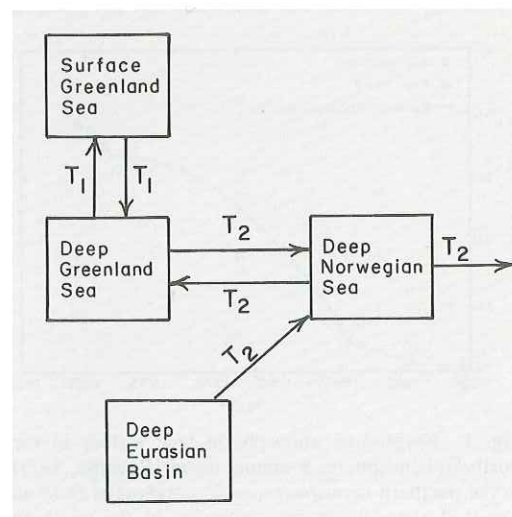 Surface
Greenland
Sea
T1
T1
Deep
Greenland
Sea
T2
T2
Deep
Norwegian
Sea
T2
T2
Deep
Eurasian
Basin